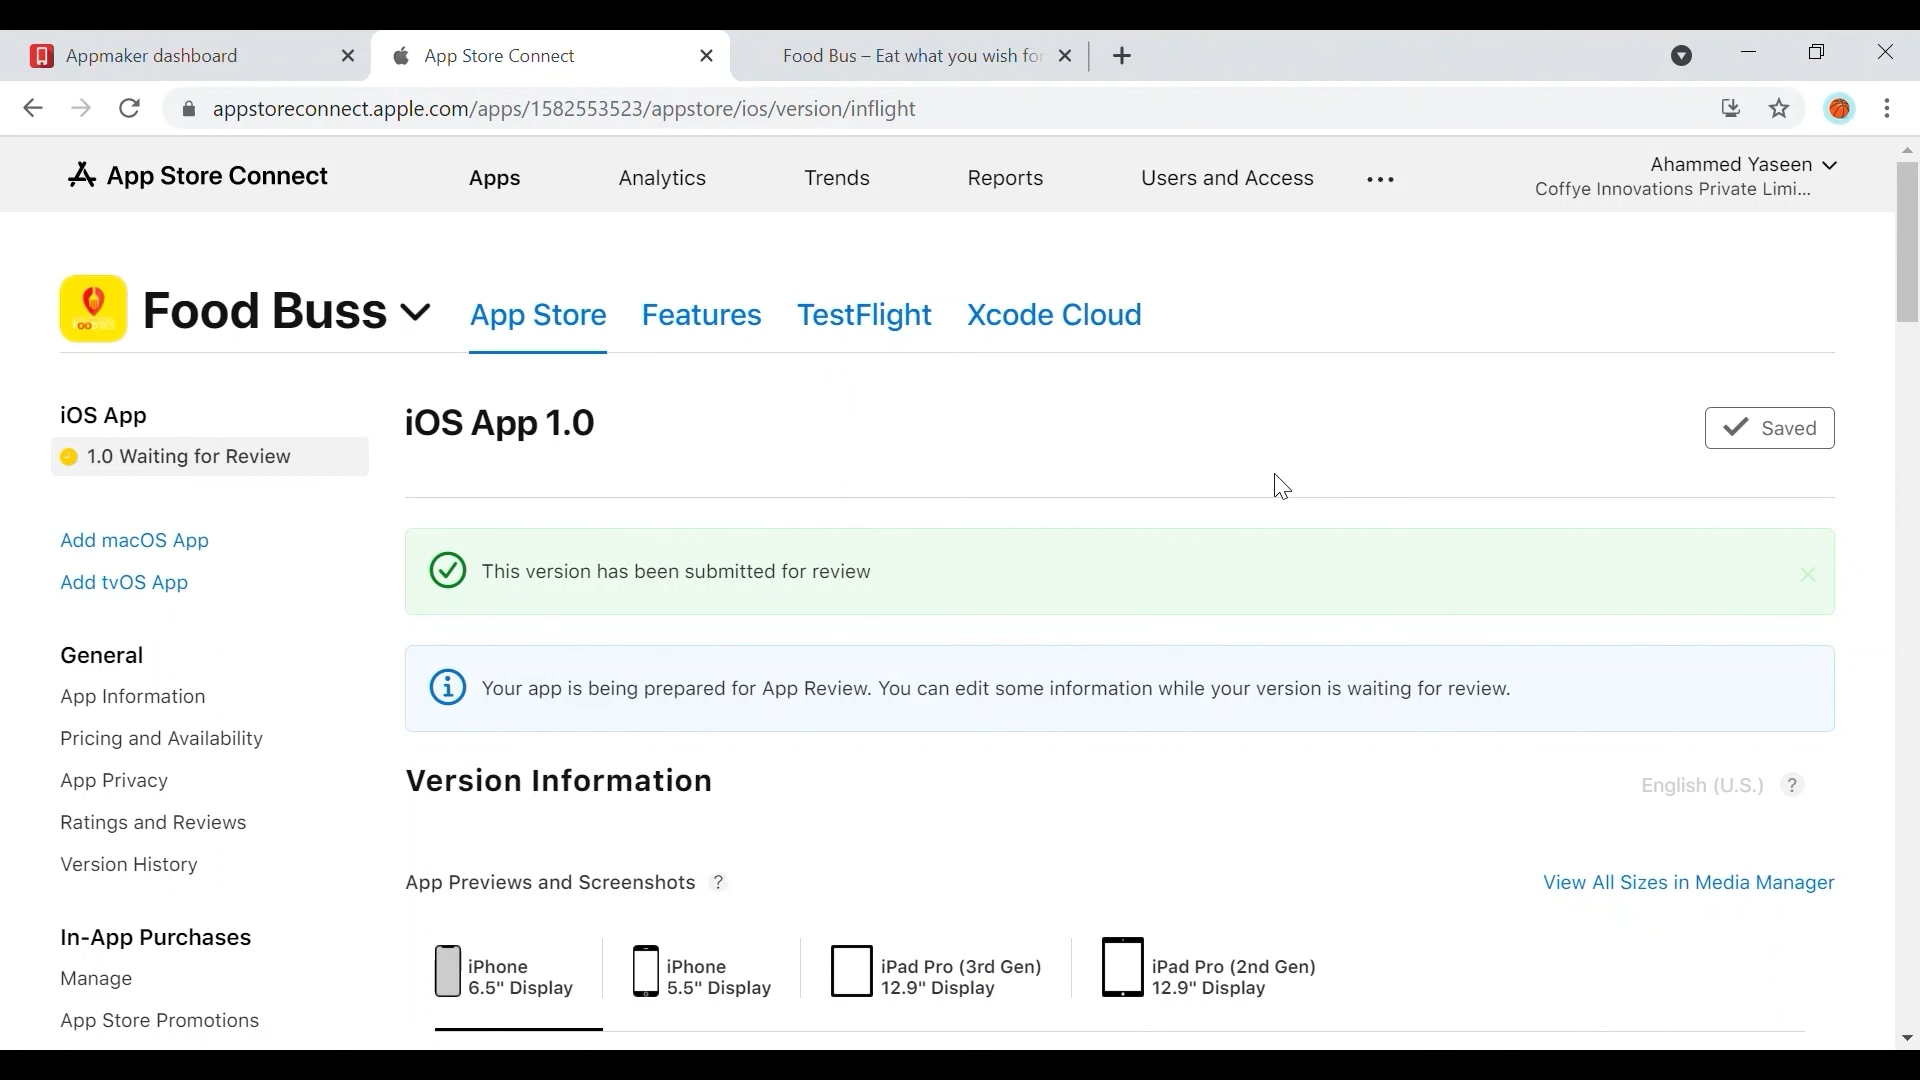 Appmaker dashboard
App Store Connect
Food Bus – Eat what you wish for
appstoreconnect.apple.com/apps/1582553523/appstore/ios/version/inflight
App Store Connect
Apps
Analytics
Trends
Reports
Users and Access
Ahammed Yaseen
Coffye Innovations Private Limi...
Food Buss
App Store
Features
TestFlight
Xcode Cloud
iOS App
1.0 Waiting for Review
Add macOS App
Add tvOS App
General
App Information
Pricing and Availability
App Privacy
Ratings and Reviews
Version History
In-App Purchases
Manage
App Store Promotions
iOS App 1.0
Saved
This version has been submitted for review
Your app is being prepared for App Review. You can edit some information while your version is waiting for review.
Version Information
English (U.S.) ?
App Previews and Screenshots ?
View All Sizes in Media Manager
iPhone
6.5" Display
iPhone
5.5" Display
iPad Pro (3rd Gen)
12.9" Display
iPad Pro (2nd Gen)
12.9" Display